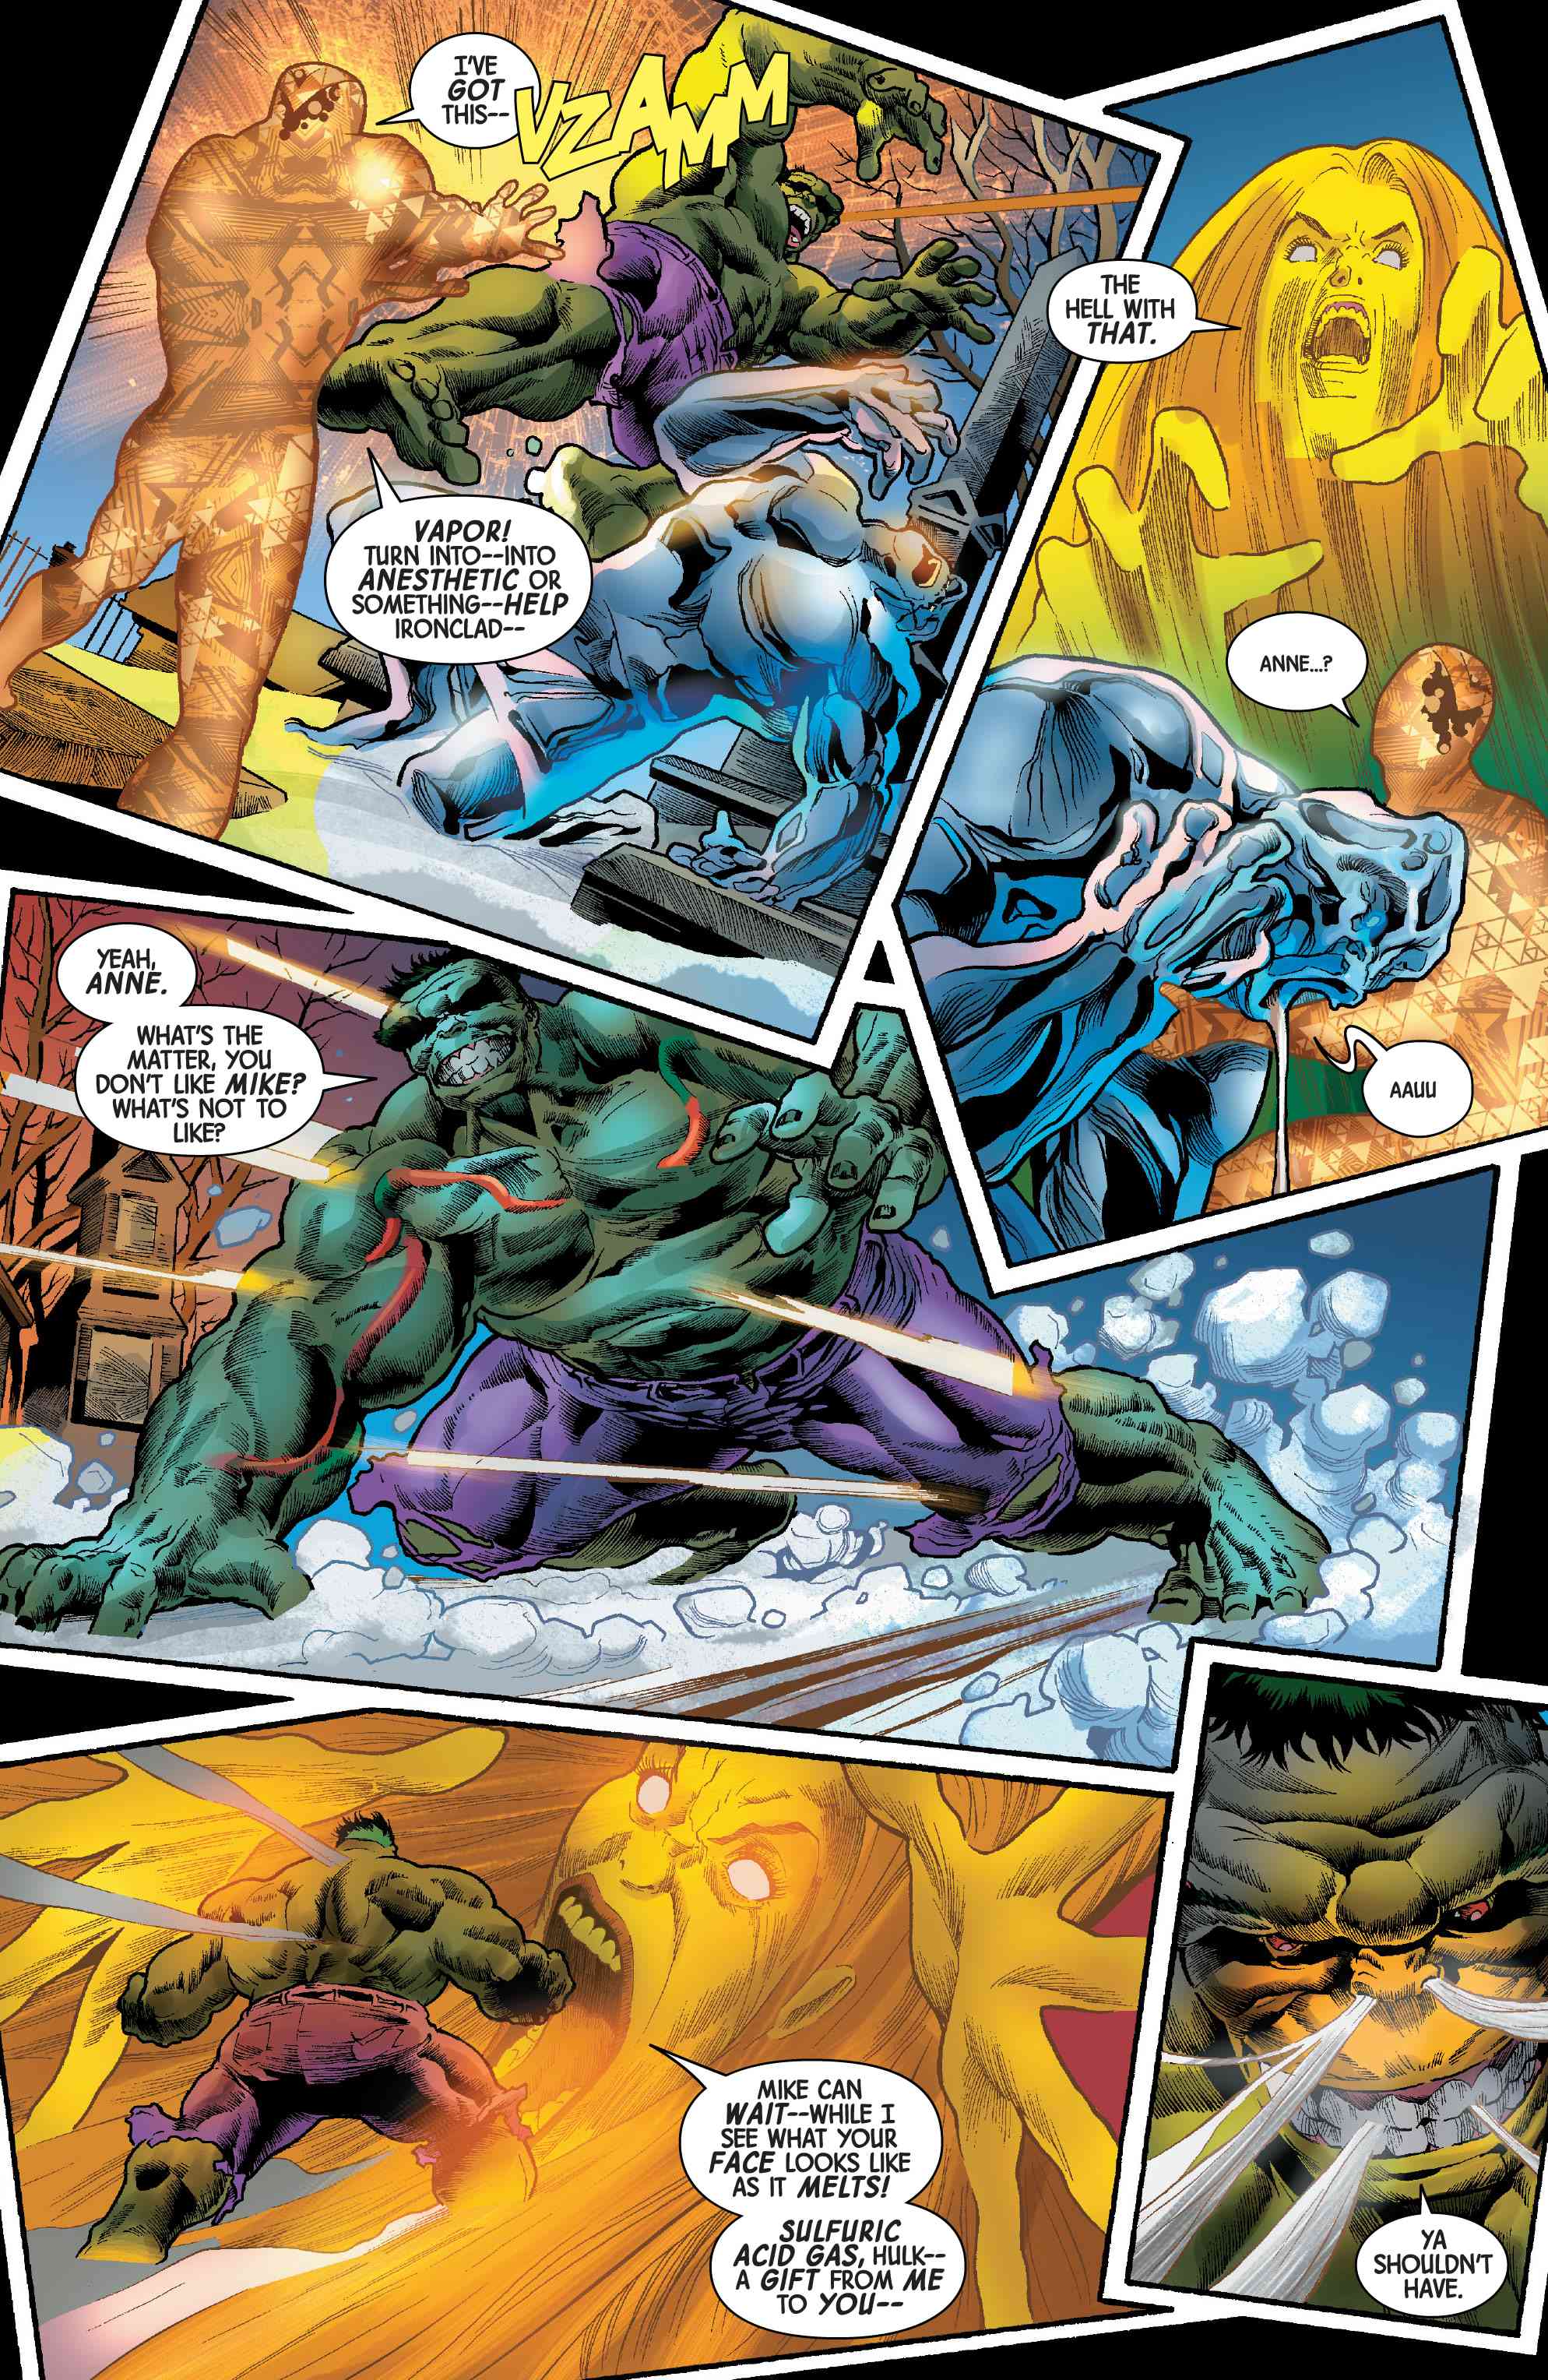 I'VE
GOT
THIS--
VZAMM
VAPOR!
TURN INTO--INTO
ANESTHETIC OR
SOMETHING--HELP
IRONCLAD--
THE
HELL WITH
THAT.
ANNE...?
AAUU
YEAH,
ANNE.
WHAT'S THE
MATTER, YOU
DON'T LIKE MIKE?
WHAT'S NOT TO
LIKE?
MIKE CAN
WAIT--WHILE I
SEE WHAT YOUR
FACE LOOKS LIKE
AS IT MELTS!
SULFURIC
ACID GAS, HULK--
A GIFT FROM ME
TO YOU--
YA
SHOULDN'T
HAVE.